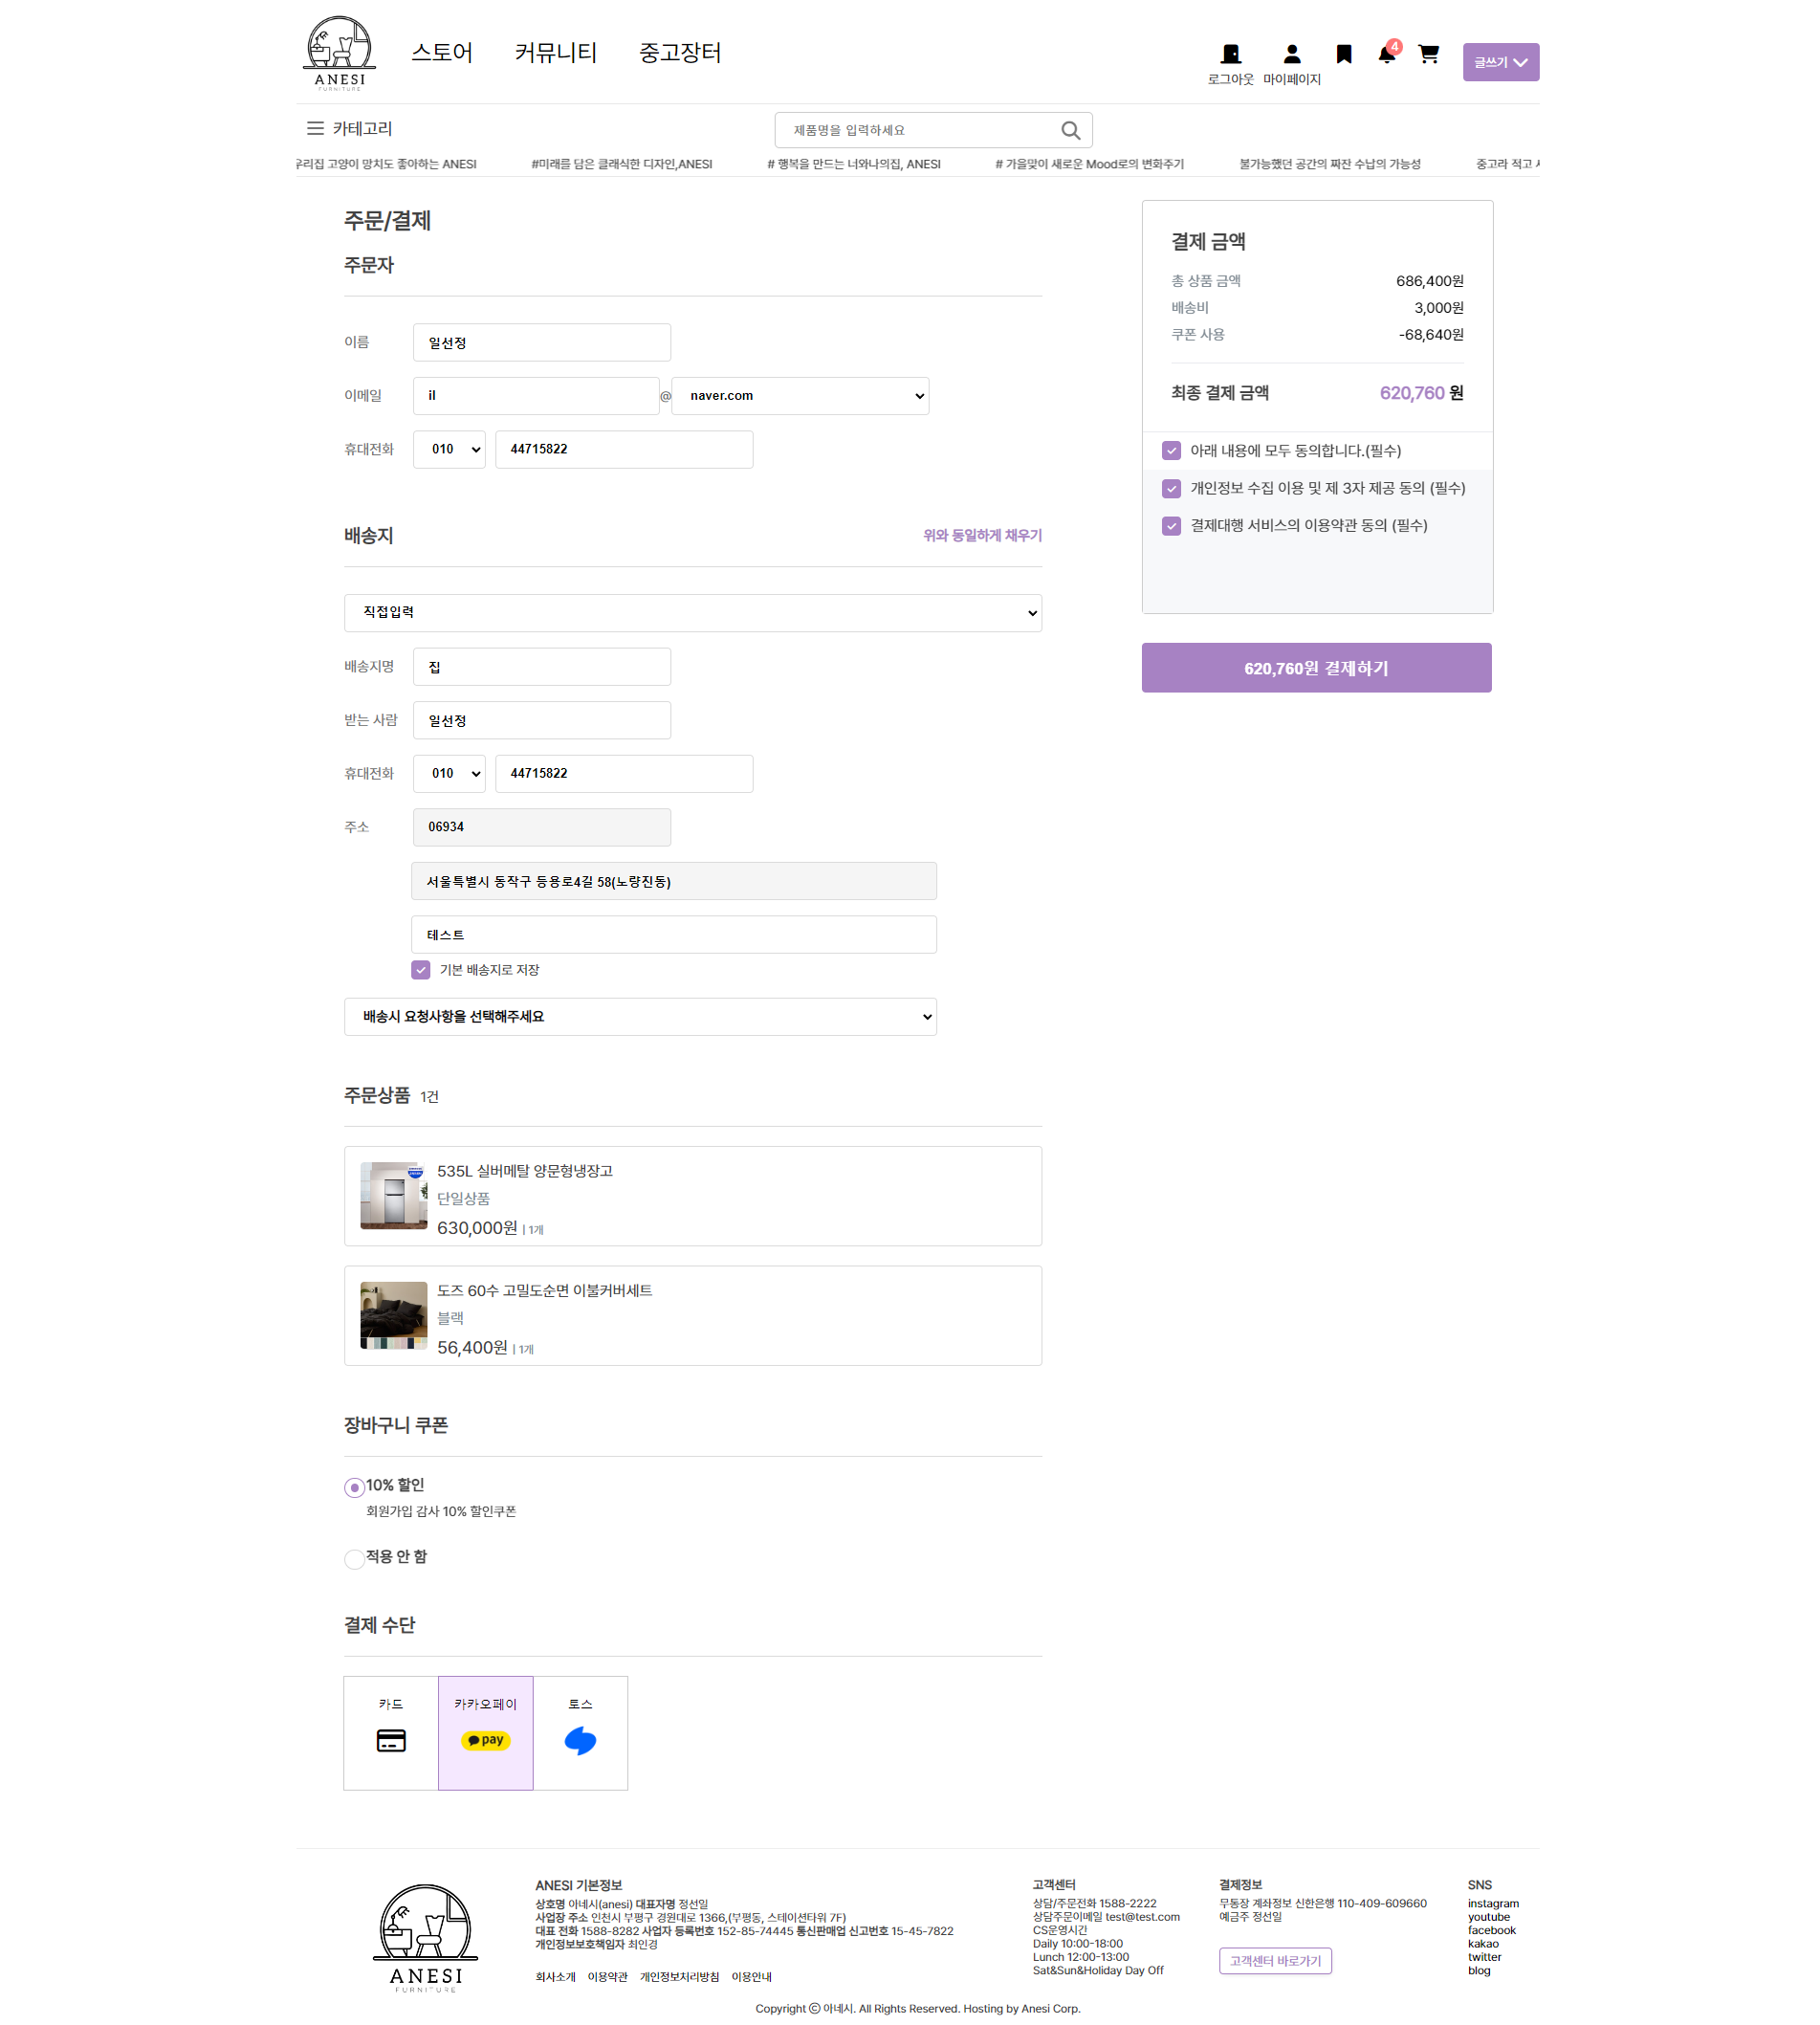 ANESI
FURNITURE
스토어 커뮤니티 중고장터
4
로그아웃 마이페이지
글쓰기
카테고리
제품명을 입력하세요
우리집 고양이 망치도 좋아하는 ANESI #미래를 담은 클래식한 디자인,ANESI # 행복을 만드는 너와나의집, ANESI # 가을맞이 새로운 Mood로의 변화주기 불가능했던 공간의 짜잔 수납의 가능성 중고라 적고
주문/결제
주문자
이름 일선정
이메일 il @ naver.com
휴대전화 010 44715822
배송지 위와 동일하게 채우기
직접입력
배송지명 집
받는 사람 일선정
휴대전화 010 44715822
주소 06934
서울특별시 동작구 등용로4길 58(노량진동)
테스트
기본 배송지로 저장
배송시 요청사항을 선택해주세요
주문상품 1건
535L 실버메탈 양문형냉장고
단일상품
630,000원 | 1개
도즈 60수 고밀도순면 이불커버세트
블랙
56,400원 | 1개
장바구니 쿠폰
10% 할인
회원가입 감사 10% 할인쿠폰
적용 안 함
결제 수단
카드 카카오페이 토스
pay
결제 금액
총 상품 금액 686,400원
배송비 3,000원
쿠폰 사용 -68,640원
최종 결제 금액 620,760 원
아래 내용에 모두 동의합니다.(필수)
개인정보 수집 이용 및 제 3자 제공 동의 (필수)
결제대행 서비스의 이용약관 동의 (필수)
620,760원 결제하기
ANESI
FURNITURE
ANESI 기본정보
상호명 아네시(anesi) 대표자명 정선일
사업장 주소 인천시 부평구 경원대로 1366,(부평동, 스테이션타워 7F)
대표 전화 1588-8282 사업자 등록번호 152-85-74445 통신판매업 신고번호 15-45-7822
개인정보보호책임자 최인경
회사소개 이용약관 개인정보처리방침 이용안내
고객센터
상담/주문전화 1588-2222
상담주문이메일 test@test.com
CS운영시간
Daily 10:00-18:00
Lunch 12:00-13:00
Sat&Sun&Holiday Day Off
결제정보
무통장 계좌정보 신한은행 110-409-609660
예금주 정선일
고객센터 바로가기
SNS
instagram
youtube
facebook
kakao
twitter
blog
Copyright ⓒ 아네시. All Rights Reserved. Hosting by Anesi Corp.